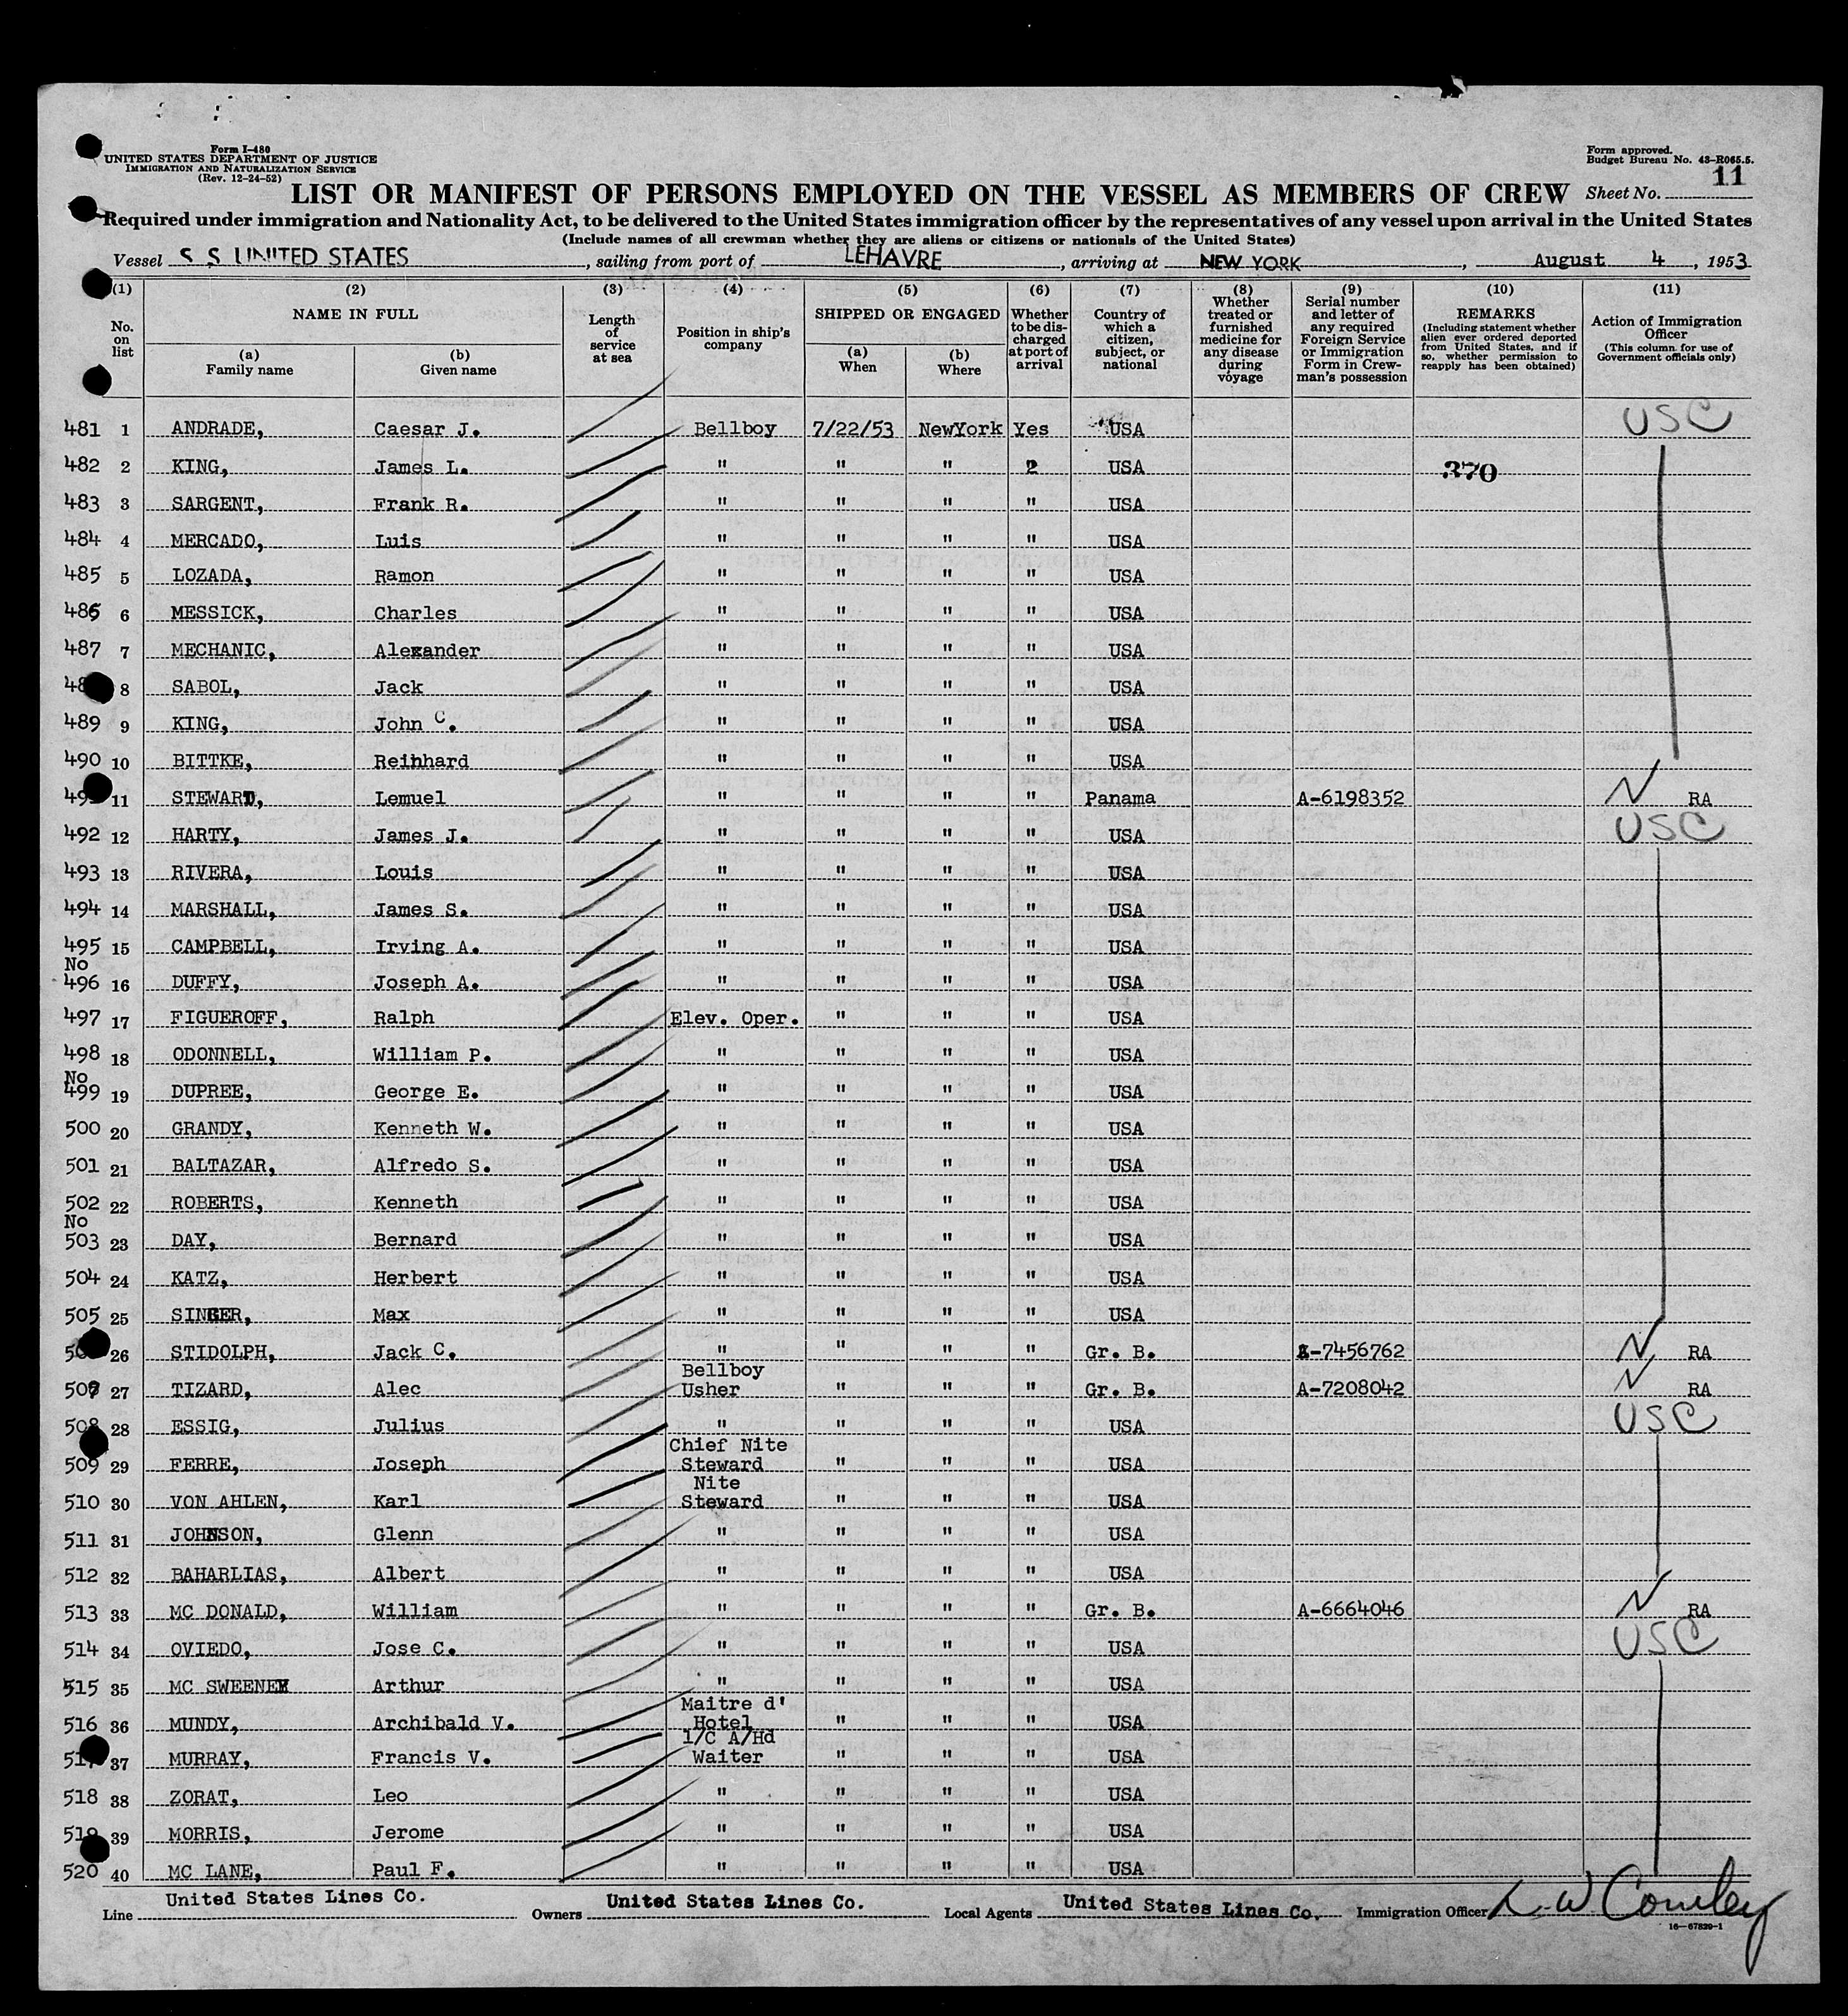 Form I-480
UNITED STATES DEPARTMENT OF JUSTICE
IMMIGRATION AND NATURALIZATION SERVICE
(Rev. 12-24-52)
Form approved.
Budget Bureau No. 43-R065.5.
LIST OR MANIFEST OF PERSONS EMPLOYED ON THE VESSEL AS MEMBERS OF CREW Sheet No. 11
Required under immigration and Nationality Act, to be delivered to the United States immigration officer by the representatives of any vessel upon arrival in the United States
(Include names of all crewman whether they are aliens or citizens or nationals of the United States)
Vessel S S UNITED STATES, sailing from port of LEHAVRE, arriving at NEW YORK, August 4, 1953
(1) No. on list
(2) NAME IN FULL
(a) Family name
(b) Given name
(3) Length of service at sea
(4) Position in ship's company
(5) SHIPPED OR ENGAGED
(a) When
(b) Where
(6) Whether to be discharged at port of arrival
(7) Country of which a citizen, subject, or national
(8) Whether treated or furnished medicine for any disease during voyage
(9) Serial number and letter of any required Foreign Service or Immigration Form in Crewman's possession
(10) REMARKS (Including statement whether alien ever ordered deported from United States, and if so, whether permission to reapply has been obtained)
(11) Action of Immigration Officer (This column for use of Government officials only)
481 1 ANDRADE, Caesar J. Bellboy 7/22/53 NewYork Yes USA USC
482 2 KING, James L. " " " 2 USA 370
483 3 SARGENT, Frank R. " " " " USA
484 4 MERCADO, Luis " " " " USA
485 5 LOZADA, Ramon " " " " USA
486 6 MESSICK, Charles " " " " USA
487 7 MECHANIC, Alexander " " " " USA
8 SABOL, Jack " " " " USA
489 9 KING, John C. " " " " USA
490 10 BITTKE, Reinhard " " " " USA
11 STEWARD, Lemuel " " " " Panama A-6198352 RA
492 12 HARTY, James J. " " " " USA USC
493 13 RIVERA, Louis " " " " USA
494 14 MARSHALL, James S. " " " " USA
495 15 CAMPBELL, Irving A. " " " " USA
No
496 16 DUFFY, Joseph A. " " " " USA
497 17 FIGUEROFF, Ralph Elev. Oper. " " " USA
498 18 ODONNELL, William P. " " " " USA
No
499 19 DUPREE, George E. " " " " USA
500 20 GRANDY, Kenneth W. " " " " USA
501 21 BALTAZAR, Alfredo S. " " " " USA
502 22 ROBERTS, Kenneth " " " " USA
No
503 23 DAY, Bernard " " " " USA
504 24 KATZ, Herbert " " " " USA
505 25 SINGER, Max " " " " USA
26 STIDOLPH, Jack C. " " " " Gr. B. A-7456762 RA
507 27 TIZARD, Alec Bellboy Usher " " " Gr. B. A-7208042 RA
508 28 ESSIG, Julius " " " " USA USC
509 29 FERRE, Joseph Chief Nite Steward " " " USA
510 30 VON AHLEN, Karl Nite Steward " " " USA
511 31 JOHNSON, Glenn " " " " USA
512 32 BAHARLIAS, Albert " " " " USA
513 33 MC DONALD, William " " " " Gr. B. A-6664046 RA
514 34 OVIEDO, Jose C. " " " " USA USC
515 35 MC SWEENEY Arthur " " " " USA
516 36 MUNDY, Archibald V. Maitre d' Hotel " " " USA
37 MURRAY, Francis V. 1/C A/Hd Waiter " " " USA
518 38 ZORAT, Leo " " " " USA
519 39 MORRIS, Jerome " " " " USA
520 40 MC LANE, Paul F. " " " " USA
Line United States Lines Co. Owners United States Lines Co. Local Agents United States Lines Co. Immigration Officer
16—67829-1